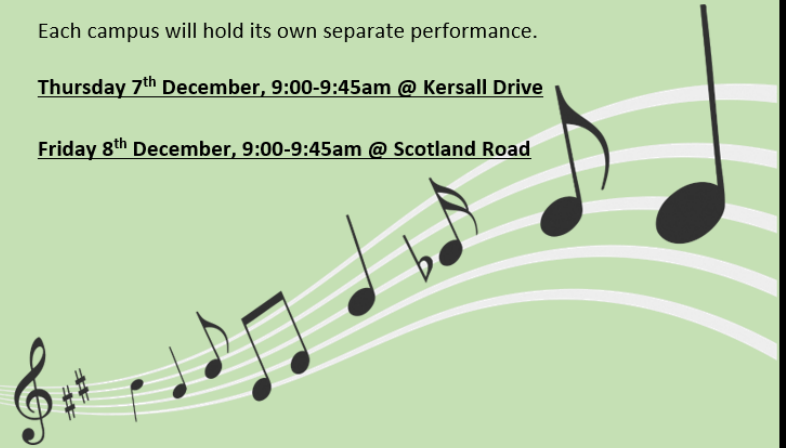 Each campus will hold its own separate performance.
Thursday 7th December, 9:00-9:45am @ Kersall Drive
Friday 8th December, 9:00-9:45am @ Scotland Road